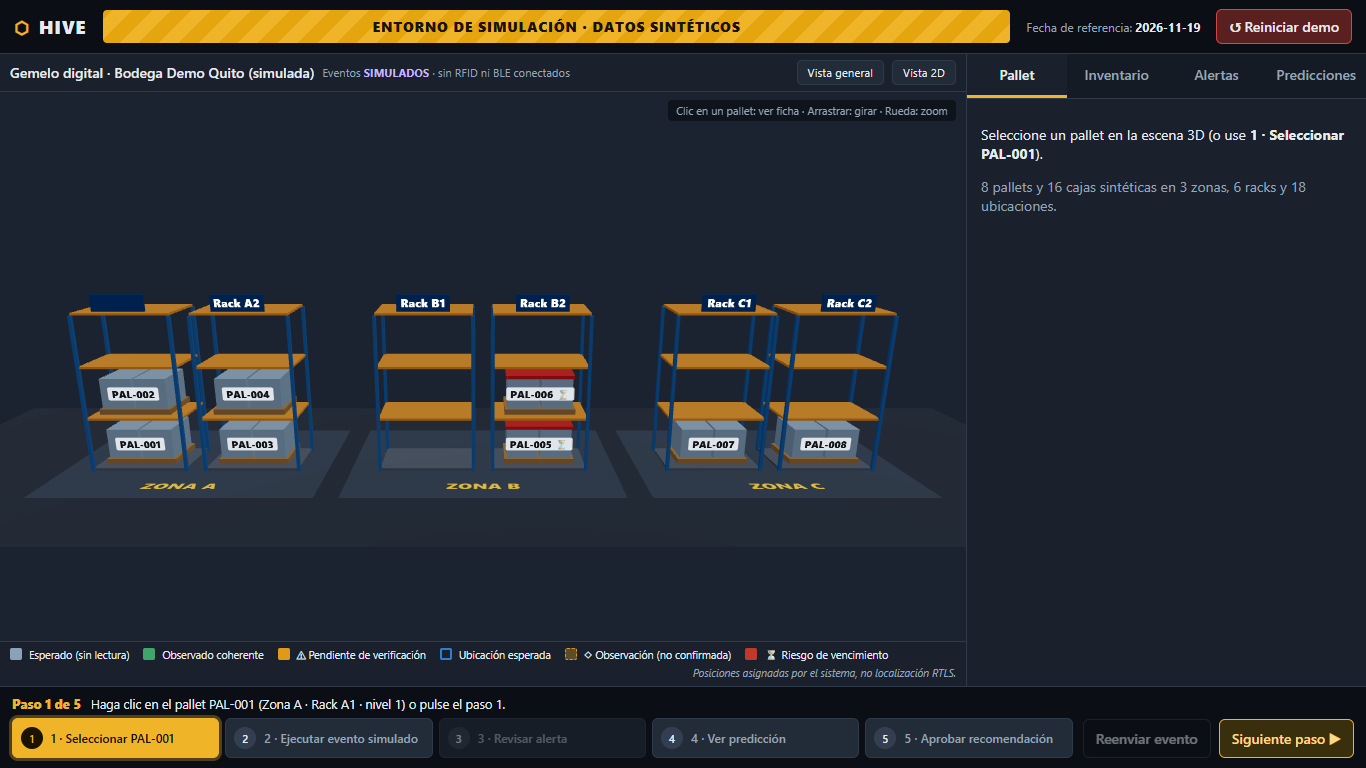 HIVE
ENTORNO DE SIMULACIÓN · DATOS SINTÉTICOS
Fecha de referencia: 2026-11-19
↺ Reiniciar demo
Gemelo digital · Bodega Demo Quito (simulada)
Eventos SIMULADOS · sin RFID ni BLE conectados
Vista general
Vista 2D
Pallet
Inventario
Alertas
Predicciones
Clic en un pallet: ver ficha · Arrastrar: girar · Rueda: zoom
Seleccione un pallet en la escena 3D (o use 1 · Seleccionar
PAL-001).
8 pallets y 16 cajas sintéticas en 3 zonas, 6 racks y 18
ubicaciones.
Rack A2
Rack B1
Rack B2
Rack C1
Rack C2
PAL-002
PAL-004
PAL-006 ⌛
PAL-001
PAL-003
PAL-005 ⌛
PAL-007
PAL-008
ZONA A
ZONA B
ZONA C
Esperado (sin lectura)
Observado coherente
⚠ Pendiente de verificación
Ubicación esperada
◇ Observación (no confirmada)
⌛ Riesgo de vencimiento
Posiciones asignadas por el sistema, no localización RTLS.
Paso 1 de 5 Haga clic en el pallet PAL-001 (Zona A · Rack A1 · nivel 1) o pulse el paso 1.
1 1 · Seleccionar PAL-001
2 2 · Ejecutar evento simulado
3 3 · Revisar alerta
4 4 · Ver predicción
5 5 · Aprobar recomendación
Reenviar evento
Siguiente paso ▶